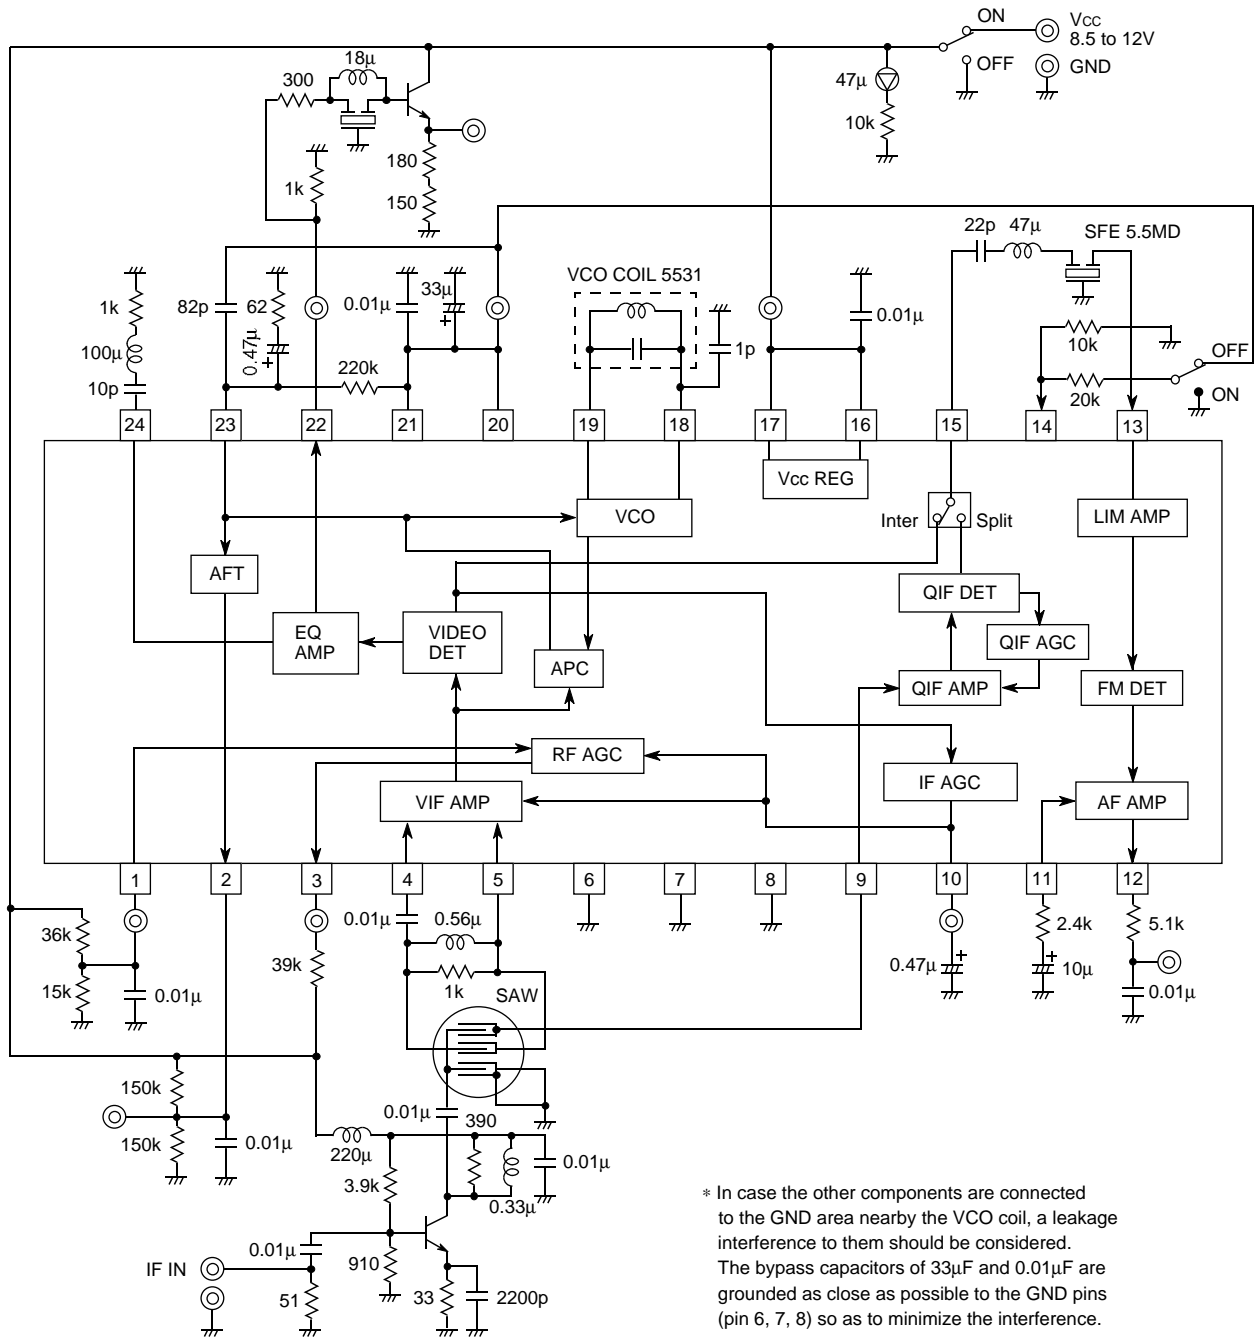 ON
Vcc
8.5 to 12V
OFF
GND
18µ
300
47µ
10k
180
150
1k
22p 47µ SFE 5.5MD
VCO COIL 5531
1k
82p
62
0.01µ
33µ
0.01µ
100µ
0.47µ
1p
10k
OFF
10p
220k
20k
ON
24 23 22 21 20 19 18 17 16 15 14 13
Vcc REG
VCO
Inter Split
LIM AMP
AFT
QIF DET
EQ
AMP
VIDEO
DET
QIF AGC
APC
QIF AMP
FM DET
RF AGC
VIF AMP
IF AGC
AF AMP
1 2 3 4 5 6 7 8 9 10 11 12
36k
0.01µ
0.56µ
2.4k
5.1k
39k
0.47µ
10µ
15k
0.01µ
1k
SAW
0.01µ
150k
0.01µ
390
150k
0.01µ
220µ
0.01µ
3.9k
0.33µ
0.01µ
910
IF IN
51
33
2200p
* In case the other components are connected
to the GND area nearby the VCO coil, a leakage
interference to them should be considered.
The bypass capacitors of 33µF and 0.01µF are
grounded as close as possible to the GND pins
(pin 6, 7, 8) so as to minimize the interference.